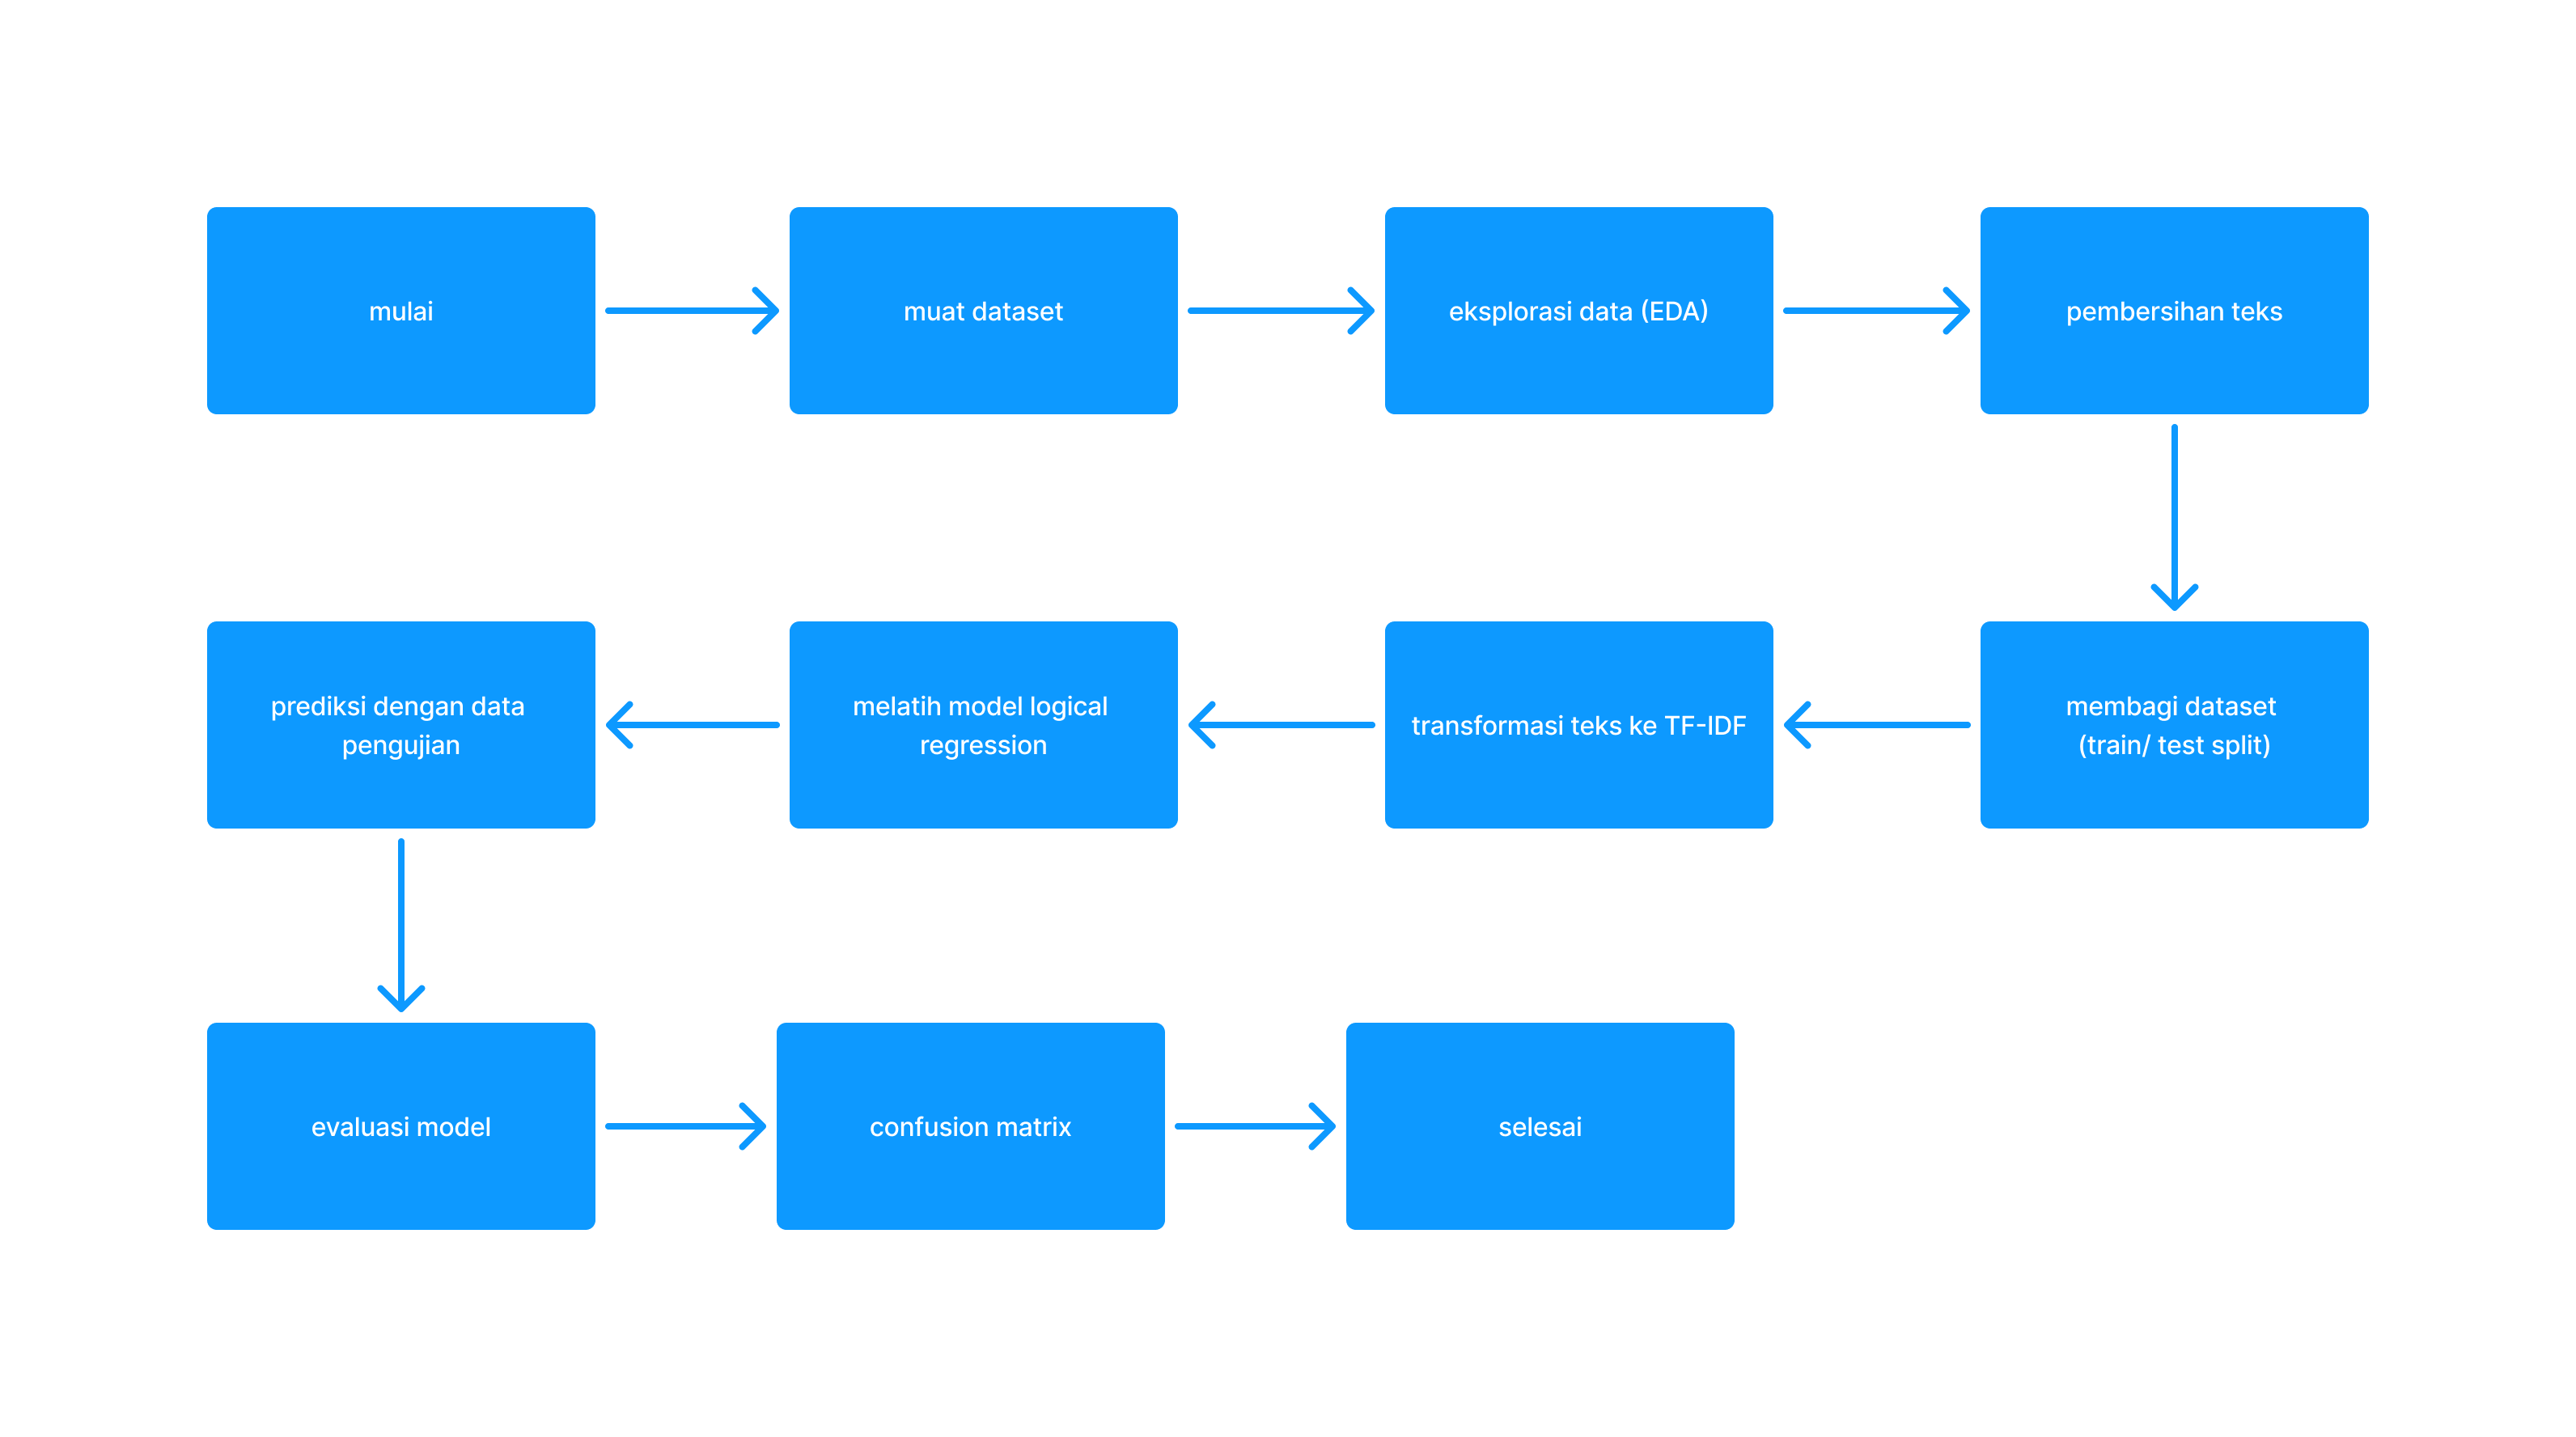 mulai
muat dataset
eksplorasi data (EDA)
pembersihan teks
membagi dataset
(train/ test split)
transformasi teks ke TF-IDF
melatih model logical
regression
prediksi dengan data
pengujian
evaluasi model
confusion matrix
selesai